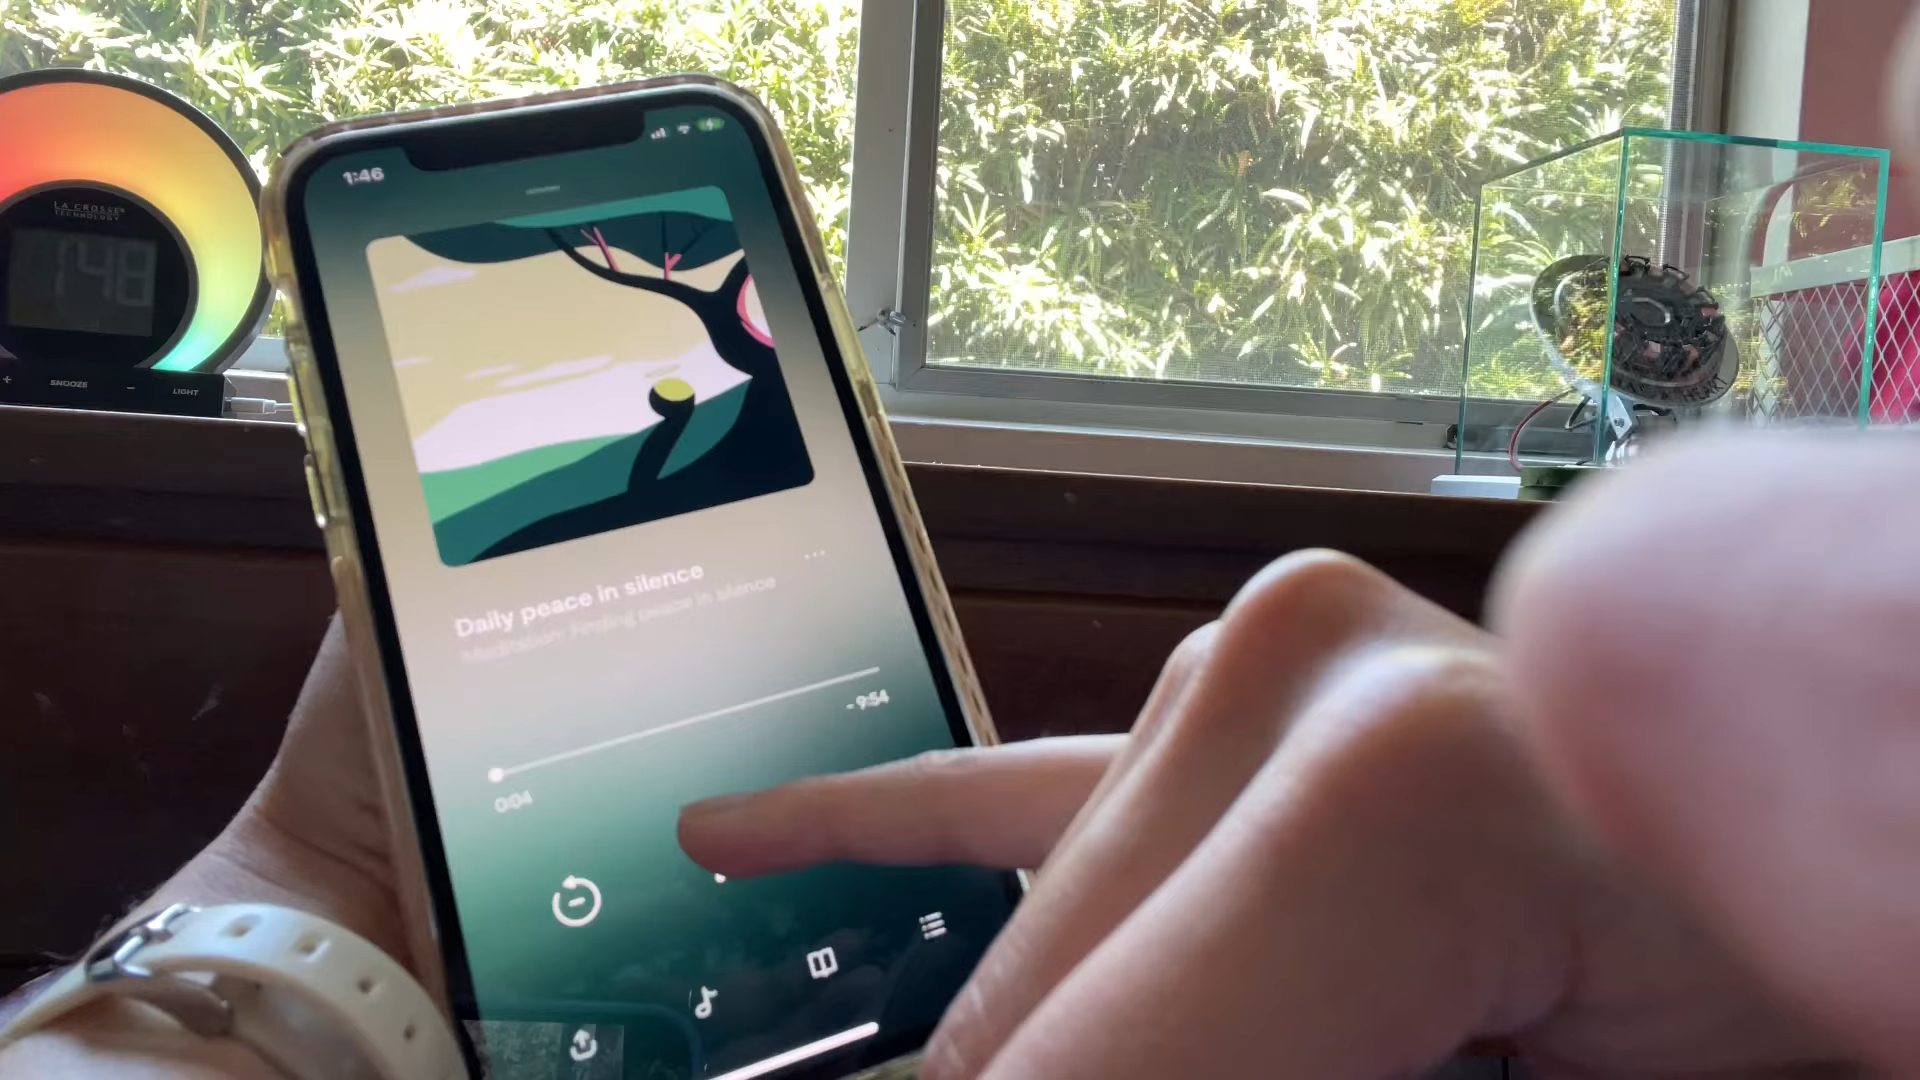 1:46
LA CROSSE
TECHNOLOGY
1:48
+ SNOOZE - LIGHT
Daily peace in silence
Meditation: Finding peace in silence
- 9:54
0:04
HEART